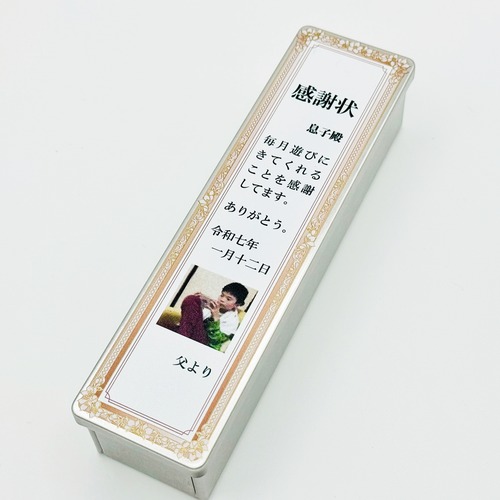 感謝状
息子殿
毎月遊びに
きてくれる
ことを感謝
してます。
ありがとう。
令和七年
一月十二日
父より